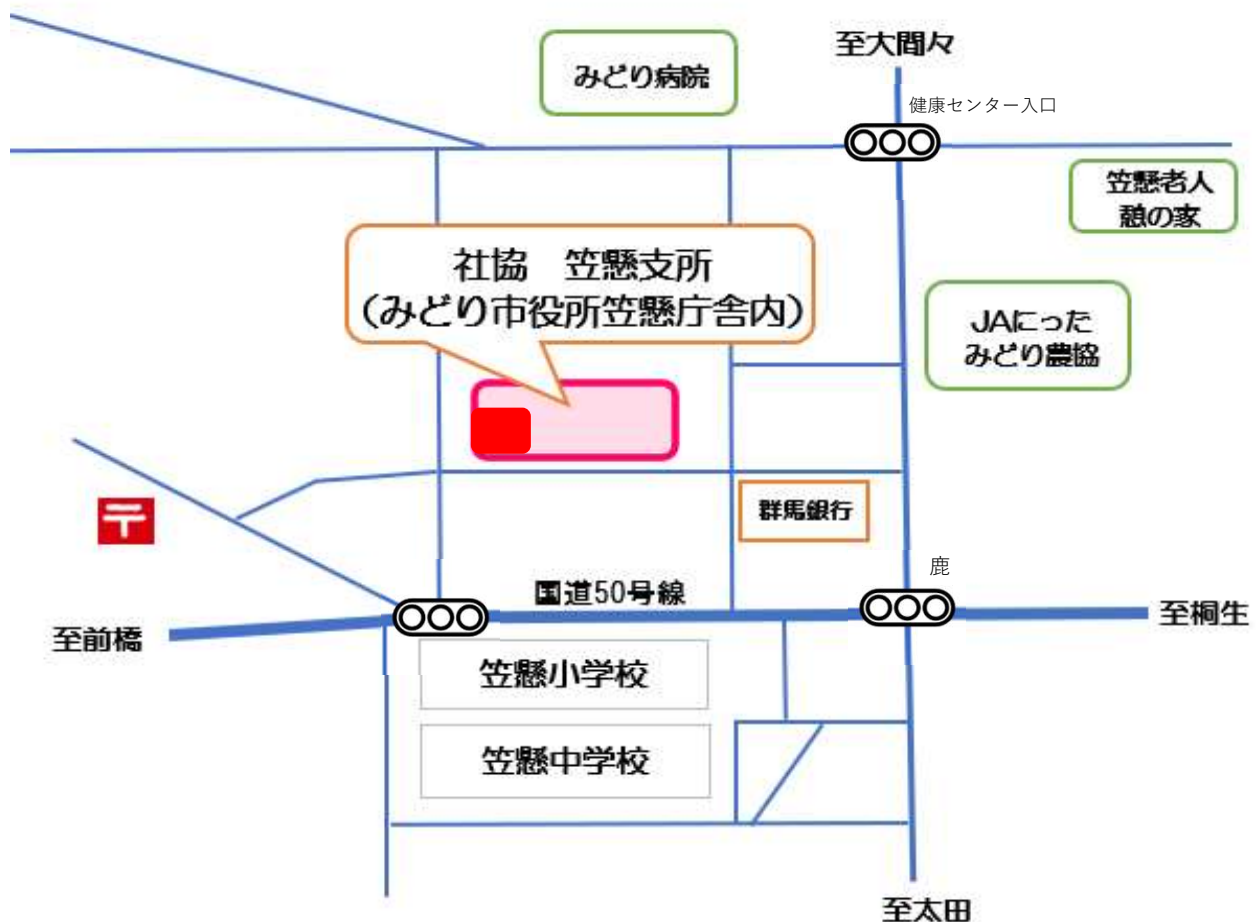 至大間々
みどり病院
健康センター入口
笠懸老人
憩の家
社協 笠懸支所
(みどり市役所笠懸庁舎内)
JAにった
みどり農協
〒
群馬銀行
鹿
国道50号線
至桐生
至前橋
笠懸小学校
笠懸中学校
至太田